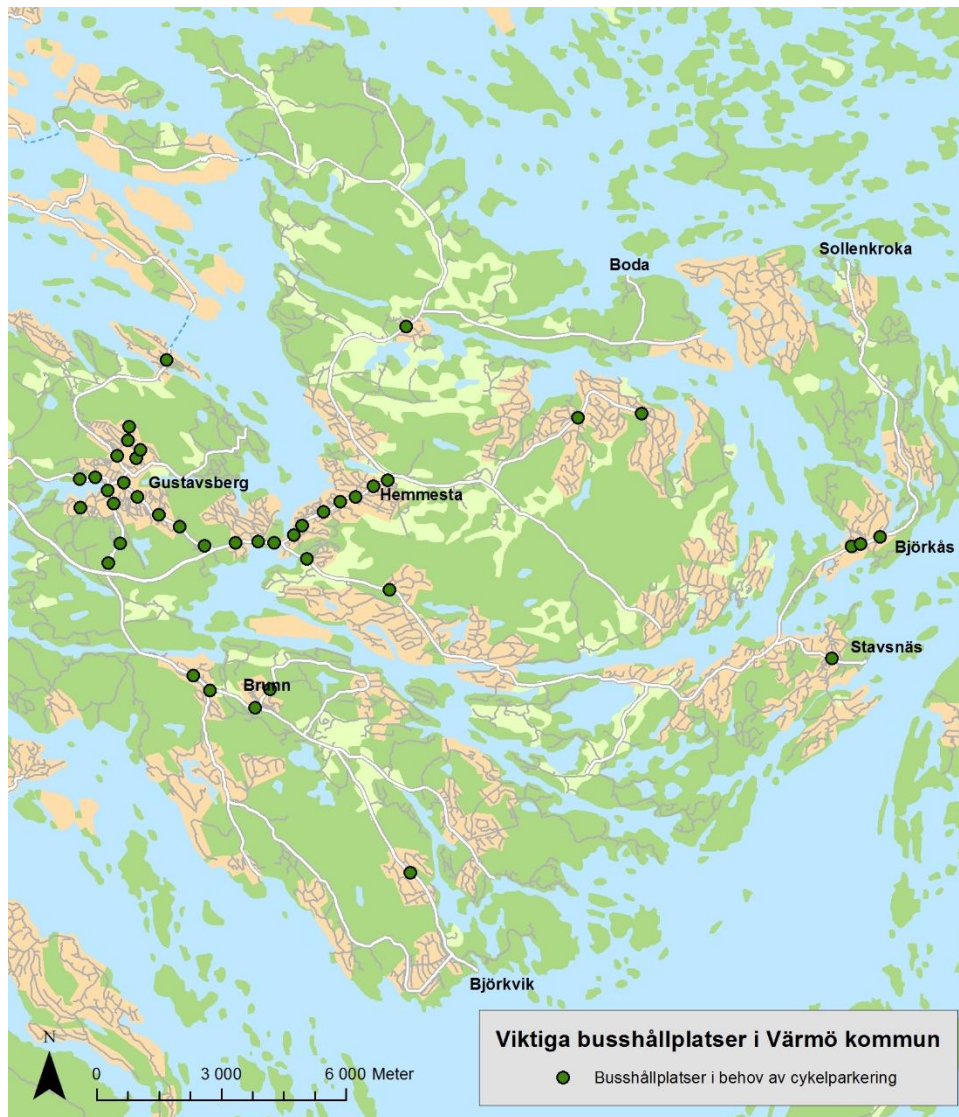 Sollenkroka
Boda
Gustavsberg
Hemmesta
Björkås
Stavsnäs
Brunn
Björkvik
N
0 3 000 6 000 Meter
Viktiga busshållplatser i Värmö kommun
Busshållplatser i behov av cykelparkering